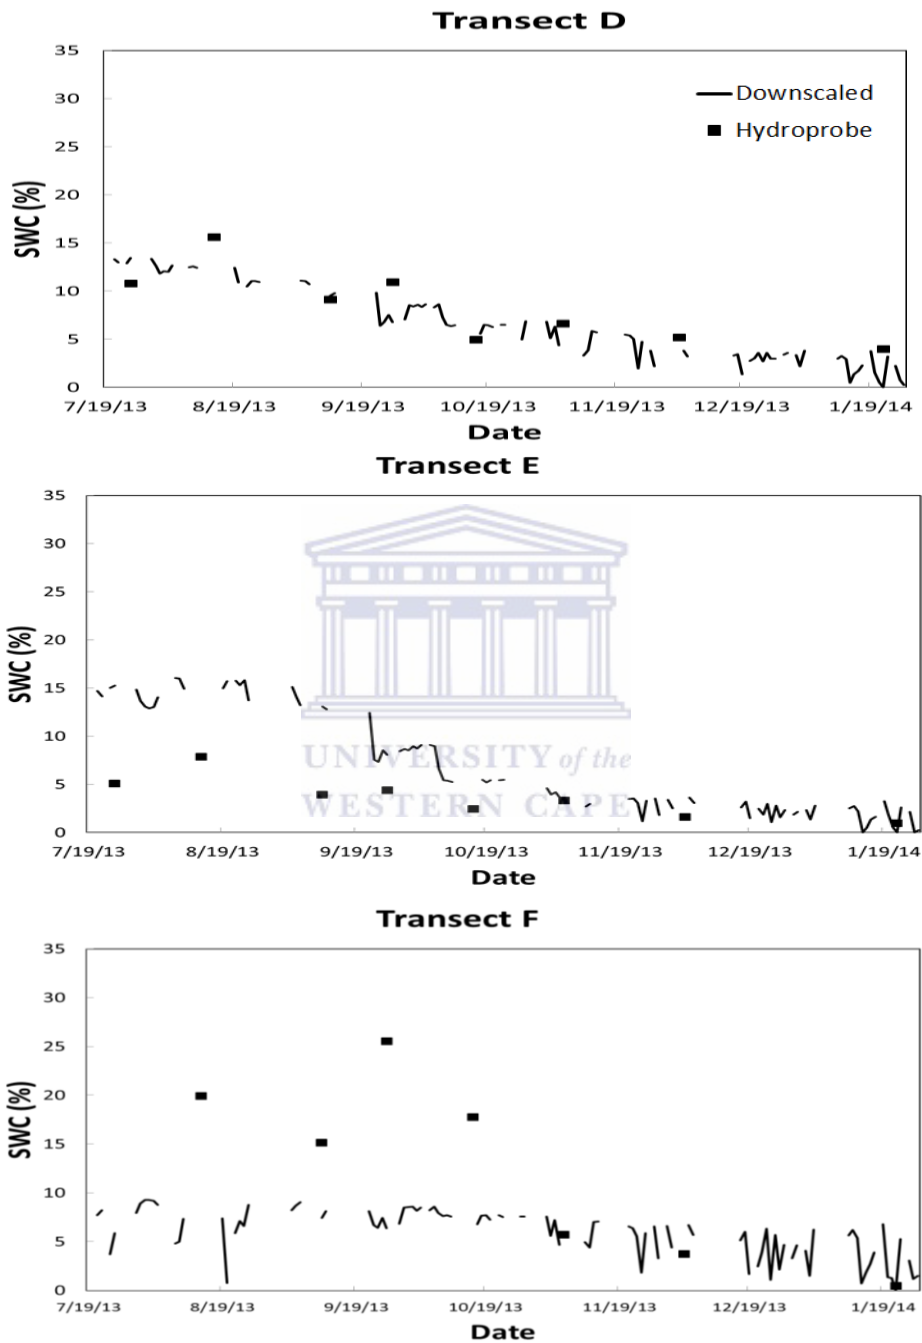 Transect D
35
30
25
20
15
10
5
0
SWC (%)
Downscaled
Hydroprobe
7/19/13 8/19/13 9/19/13 10/19/13 11/19/13 12/19/13 1/19/14
Date
Transect E
35
30
25
20
15
10
5
0
SWC (%)
UNIVERSITY of the
WESTERN CAPE
7/19/13 8/19/13 9/19/13 10/19/13 11/19/13 12/19/13 1/19/14
Date
Transect F
35
30
25
20
15
10
5
0
SWC (%)
7/19/13 8/19/13 9/19/13 10/19/13 11/19/13 12/19/13 1/19/14
Date